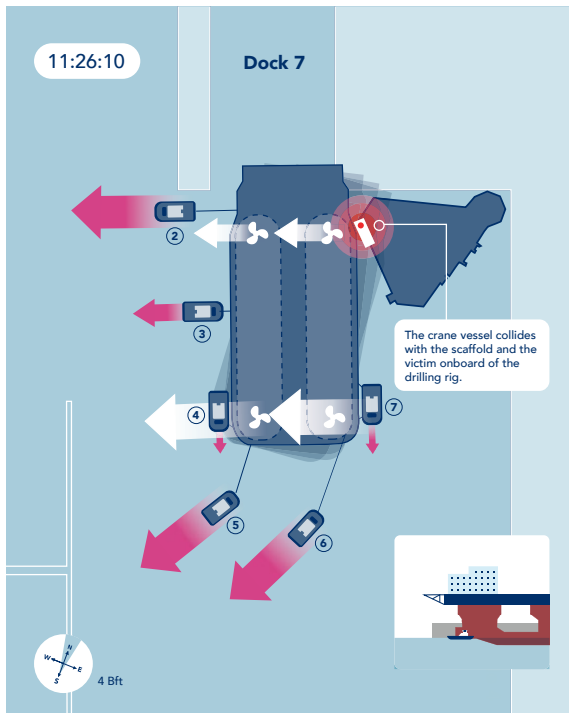 11:26:10
Dock 7
2
3
The crane vessel collides
with the scaffold and the
victim onboard of the
drilling rig.
4
7
5
6
N
W
E
S
4 Bft